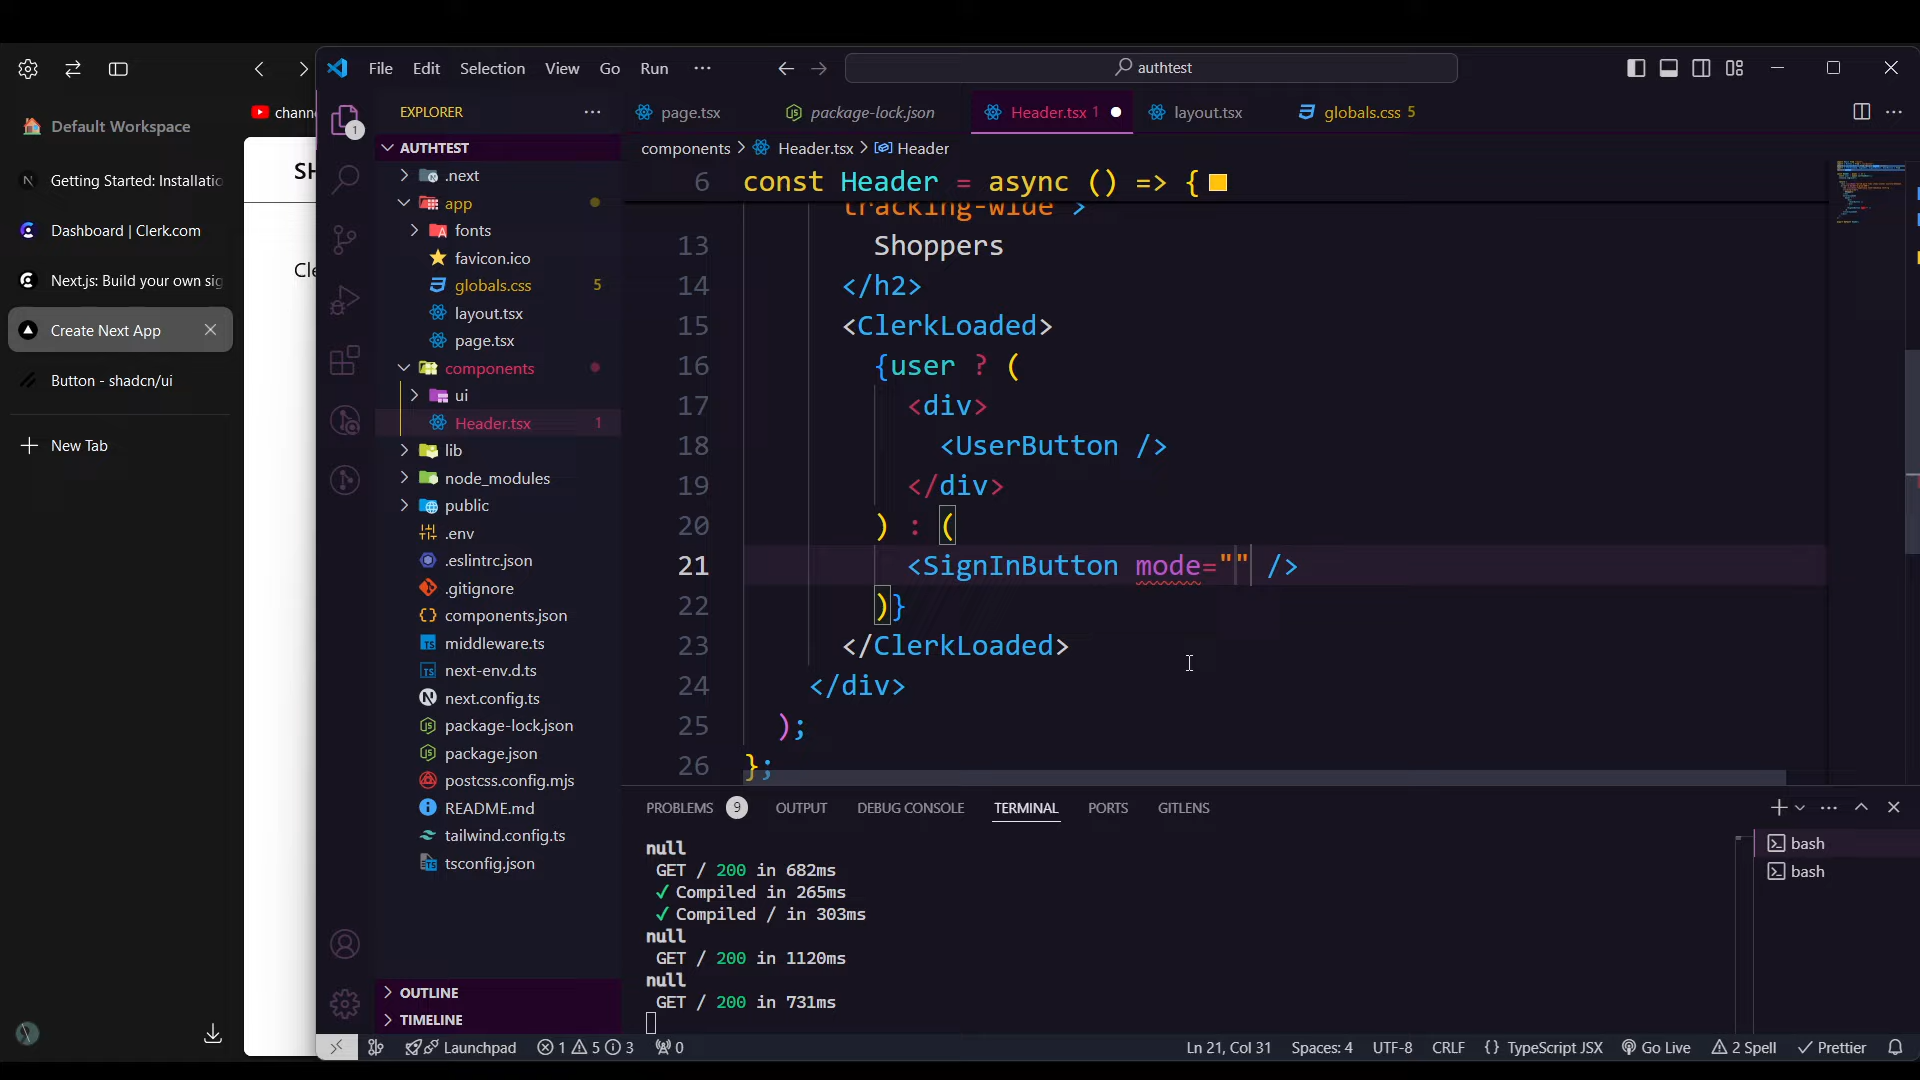 File Edit Selection View Go Run ···
authtest
Default Workspace
Getting Started: Installatio
Dashboard | Clerk.com
Next.js: Build your own sig
Create Next App
Button - shadcn/ui
New Tab
chann
SH
Cle
EXPLORER
AUTHTEST
.next
app
fonts
favicon.ico
globals.css 5
layout.tsx
page.tsx
components
ui
Header.tsx 1
lib
node_modules
public
.env
.eslintrc.json
.gitignore
components.json
middleware.ts
next-env.d.ts
next.config.ts
package-lock.json
package.json
postcss.config.mjs
README.md
tailwind.config.ts
tsconfig.json
OUTLINE
TIMELINE
page.tsx package-lock.json Header.tsx 1 layout.tsx globals.css 5
components > Header.tsx > Header
6 const Header = async () => {
tracking-wide">
13 Shoppers
14 </h2>
15 <ClerkLoaded>
16 {user ? (
17 <div>
18 <UserButton />
19 </div>
20 ) : (
21 <SignInButton mode="" />
22 )}
23 </ClerkLoaded>
24 </div>
25 );
26 };
PROBLEMS 9 OUTPUT DEBUG CONSOLE TERMINAL PORTS GITLENS
null
GET / 200 in 682ms
✓ Compiled in 265ms
✓ Compiled / in 303ms
null
GET / 200 in 1120ms
null
GET / 200 in 731ms
bash
bash
Launchpad 1 5 3 0 Ln 21, Col 31 Spaces: 4 UTF-8 CRLF {} TypeScript JSX Go Live 2 Spell Prettier